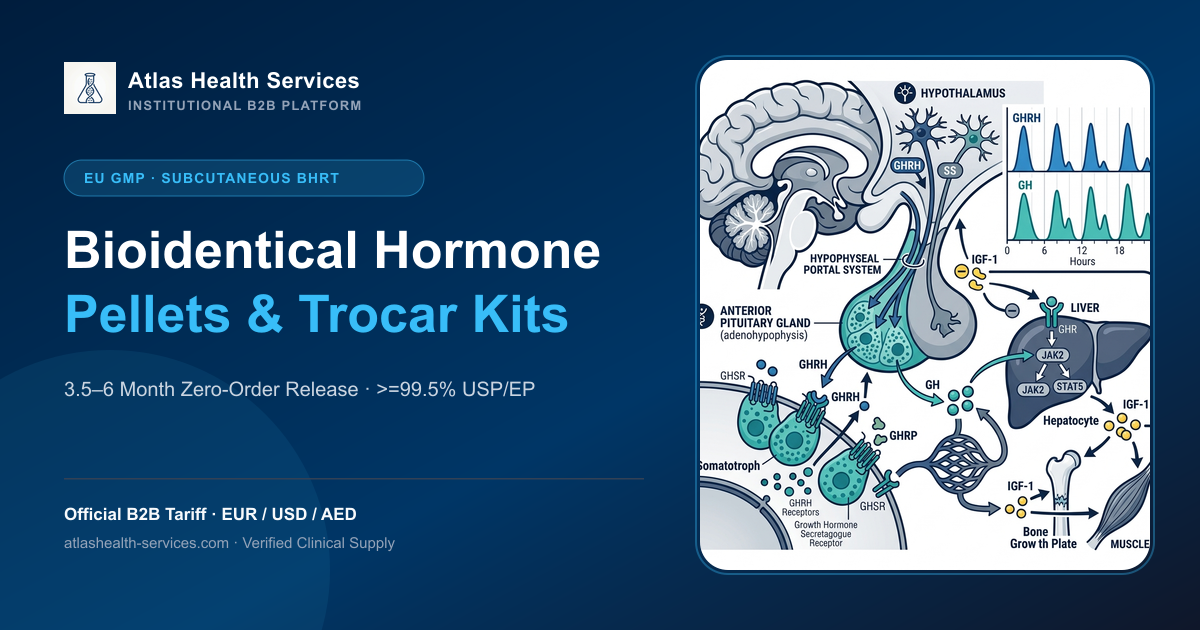 Atlas Health Services
INSTITUTIONAL B2B PLATFORM
EU GMP · SUBCUTANEOUS BHRT
Bioidentical Hormone
Pellets & Trocar Kits
3.5–6 Month Zero-Order Release · >=99.5% USP/EP
Official B2B Tariff · EUR / USD / AED
atlashealth-services.com · Verified Clinical Supply
HYPOTHALAMUS
GHRH
SS
GHRH
GH
0 6 12 18
Hours
HYPOPHYSEAL
PORTAL SYSTEM
IGF-1
ANTERIOR
PITUITARY GLAND
(adenohypophysis)
LIVER
GHR
JAK2
JAK2
STAT5
GHSR
GHRH
GHRH
GH
GHRP
Hepatocyte
IGF-1
Somatotroph
GHRH
Receptors
GHSR
Growth Hormone
Secretagogue
Receptor
IGF-1
Bone
Grow th Plate
MUSCLE